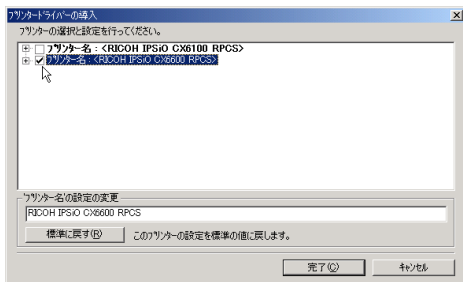 プリンタードライバーの導入
プリンターの選択と設定を行ってください。
プリンター名 : <RICOH IPSiO CX6100 RPCS>
プリンター名 : <RICOH IPSiO CX6600 RPCS>
'プリンター名'の設定の変更
RICOH IPSiO CX6600 RPCS
標準に戻す(R)
このプリンターの設定を標準の値に戻します。
完了(O)
キャンセル